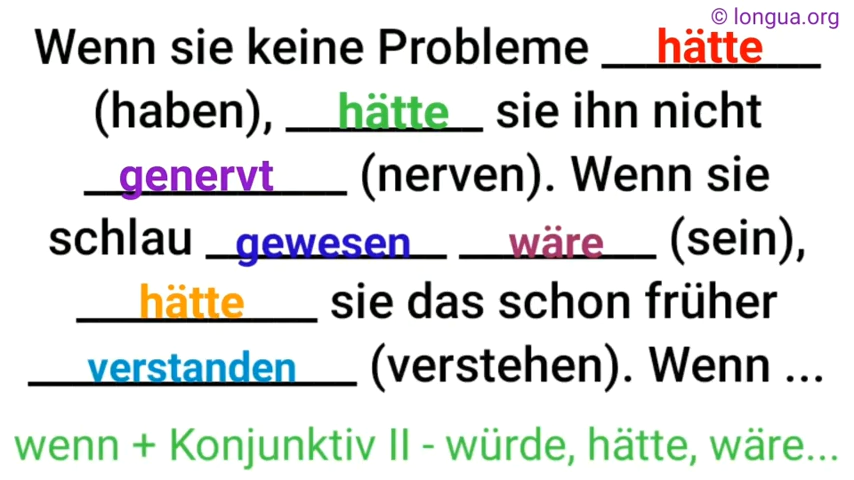 © longua.org
Wenn sie keine Probleme hätte
(haben), hätte sie ihn nicht
genervt (nerven). Wenn sie
schlau gewesen wäre (sein),
hätte sie das schon früher
verstanden (verstehen). Wenn ...
wenn + Konjunktiv II - würde, hätte, wäre...